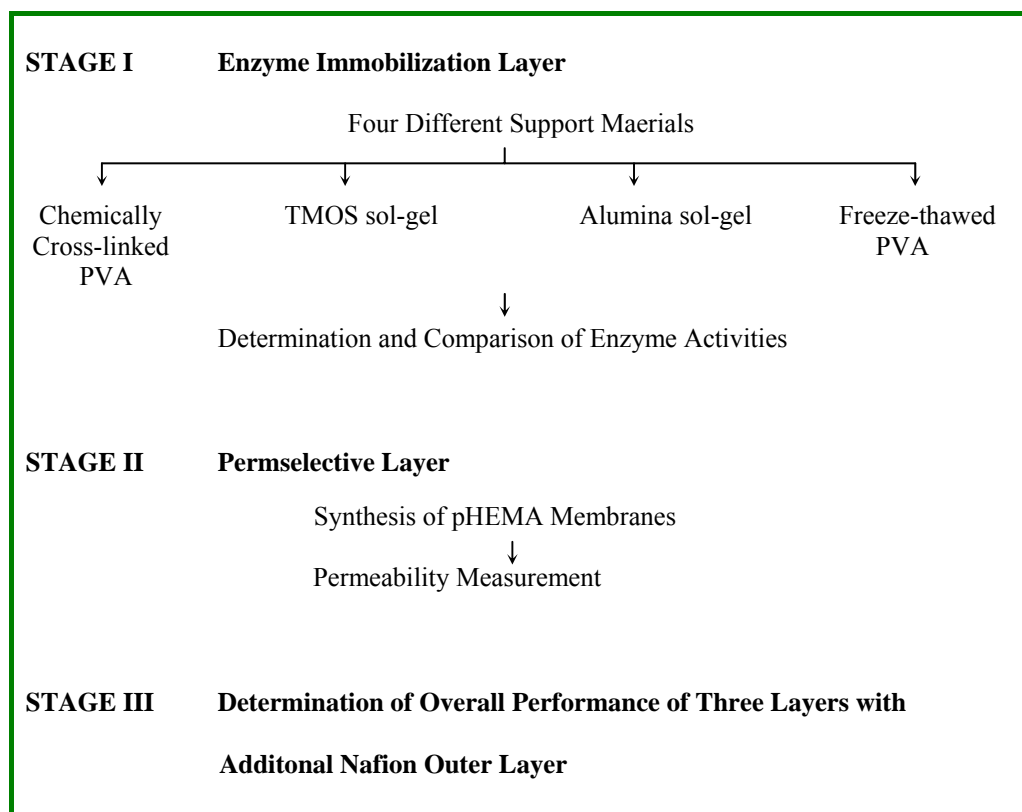 STAGE I Enzyme Immobilization Layer
Four Different Support Maerials
Chemically Cross-linked PVA
TMOS sol-gel
Alumina sol-gel
Freeze-thawed PVA
Determination and Comparison of Enzyme Activities
STAGE II Permselective Layer
Synthesis of pHEMA Membranes
Permeability Measurement
STAGE III Determination of Overall Performance of Three Layers with
Additonal Nafion Outer Layer